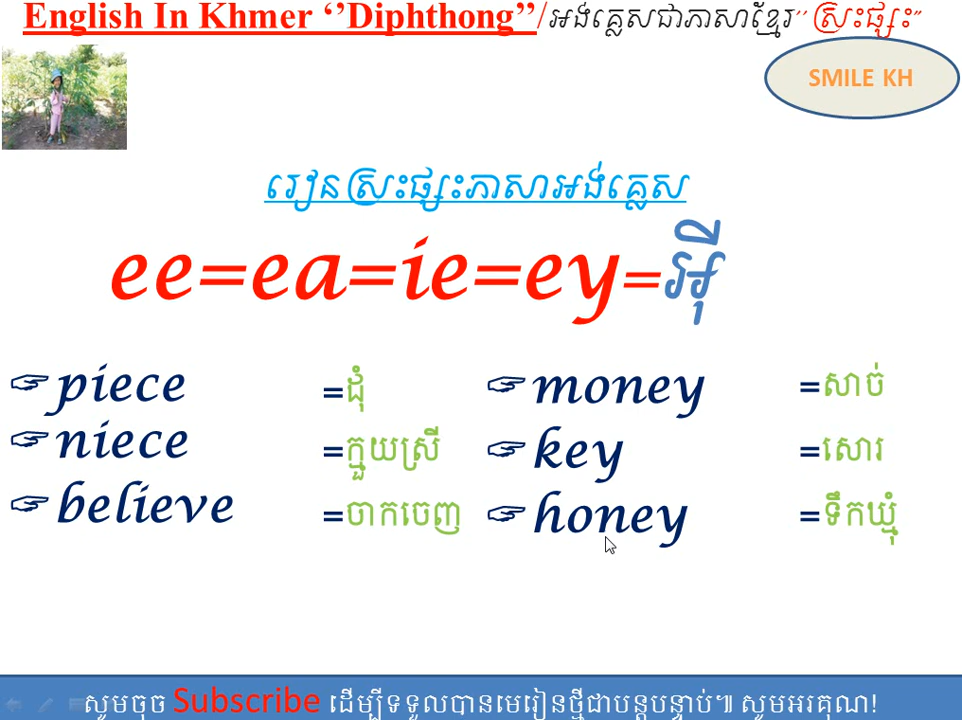 English In Khmer ‘‘Diphthong’’/អង់គ្លេសជាភាសាខ្មែរ‘‘ស្រះផ្សះ”
SMILE KH
រៀនស្រះផ្សះភាសាអង់គ្លេស
ee=ea=ie=ey=អ៊ី
☞ piece =ដុំ ☞ money =សាច់
☞ niece =ក្មួយស្រី ☞ key =សោរ
☞ believe =ចាកចេញ ☞ honey =ទឹកឃ្មុំ
សូមចុច Subscribe ដើម្បីទទួលបានមេរៀនថ្មីជាបន្តបន្ទាប់៕ សូមអរគុណ!